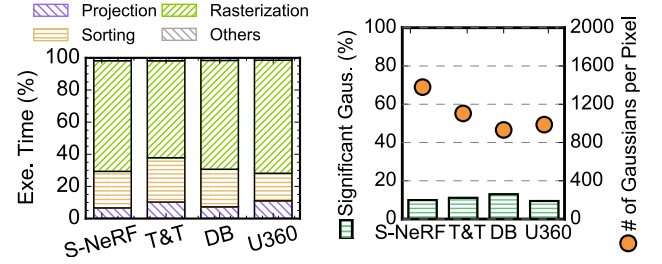 Projection
Rasterization
Sorting
Others
Exe. Time (%)
100
80
60
40
20
0
S-NeRF
T&T
DB
U360
Significant Gaus. (%)
100
80
60
40
20
0
S-NeRF
T&T
DB
U360
2000
1600
1200
800
400
0
# of Gaussians per Pixel